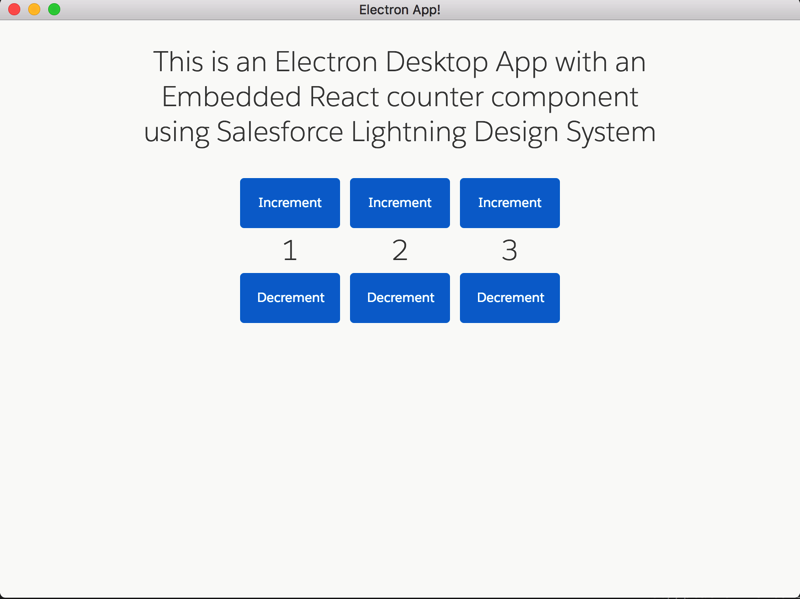 Electron App!
This is an Electron Desktop App with an
Embedded React counter component
using Salesforce Lightning Design System
Increment Increment Increment
1 2 3
Decrement Decrement Decrement